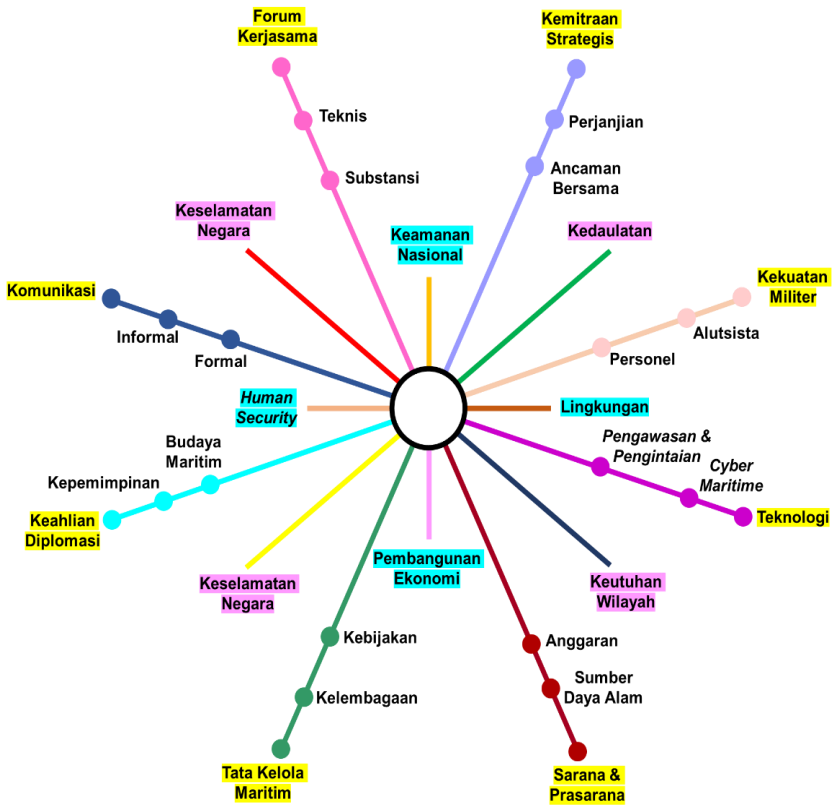 Forum
Kerjasama
Kemitraan
Strategis
Teknis
Perjanjian
Substansi
Ancaman
Bersama
Keselamatan
Negara
Keamanan
Nasional
Kedaulatan
Komunikasi
Kekuatan
Militer
Informal
Formal
Alutsista
Personel
Human
Security
Lingkungan
Budaya
Maritim
Pengawasan &
Pengintaian
Kepemimpinan
Cyber
Maritime
Keahlian
Diplomasi
Teknologi
Keselamatan
Negara
Pembangunan
Ekonomi
Keutuhan
Wilayah
Kebijakan
Anggaran
Kelembagaan
Sumber
Daya Alam
Tata Kelola
Maritim
Sarana &
Prasarana